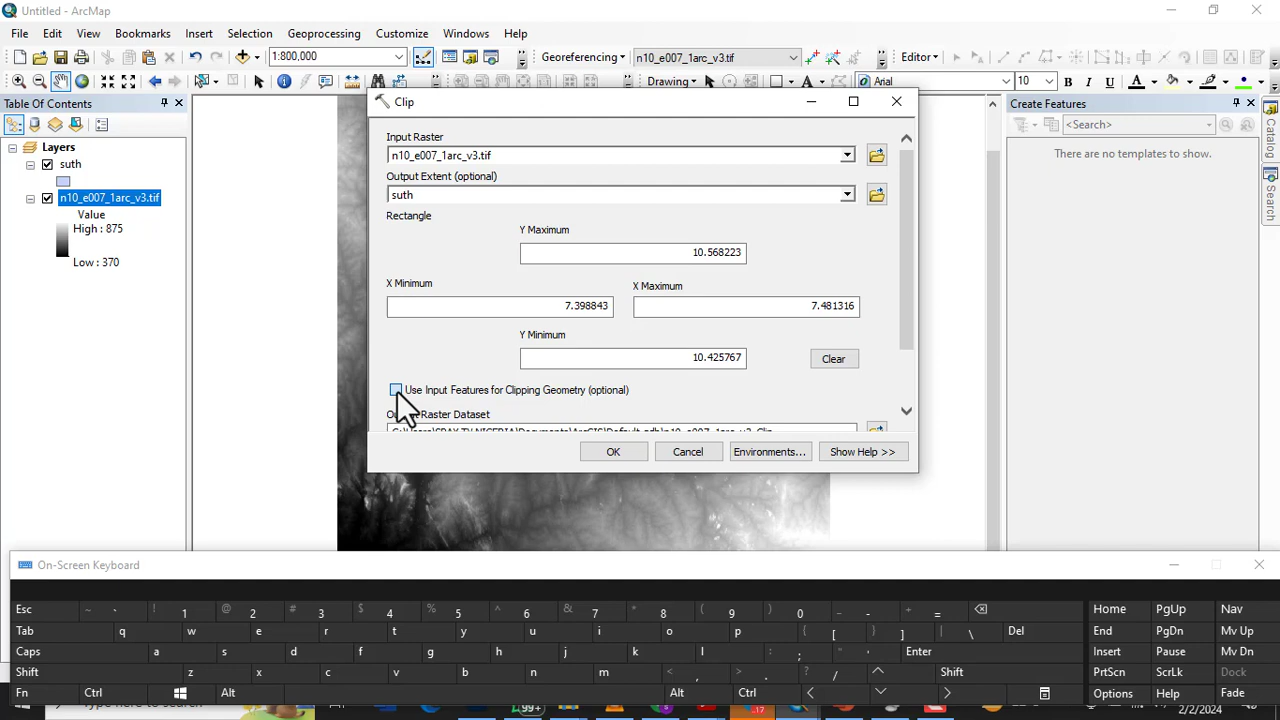 Untitled - ArcMap
File Edit View Bookmarks Insert Selection Geoprocessing Customize Windows Help
1:800,000 Georeferencing n10_e007_1arc_v3.tif Editor
Drawing A Arial 10 B I U A
Table Of Contents
Layers
suth
n10_e007_1arc_v3.tif
Value
High : 875
Low : 370
Clip
Input Raster
n10_e007_1arc_v3.tif
Output Extent (optional)
suth
Rectangle
Y Maximum
10.568223
X Minimum
X Maximum
7.398843
7.481316
Y Minimum
10.425767
Clear
Use Input Features for Clipping Geometry (optional)
Raster Dataset
OK Cancel Environments... Show Help >>
Create Features
<Search>
There are no templates to show.
Catalog
Search
On-Screen Keyboard
Esc ~ ` ! 1 @ 2 # 3 $ 4 % 5 ^ 6 & 7 * 8 ( 9 ) 0 _ - + = Home PgUp Nav
Tab q w e r t y u i o p { [ } ] | \ Del End PgDn Mv Up
Caps a s d f g h j k l : ; " ' Enter Insert Pause Mv Dn
Shift z x c v b n m < , > . ? / Shift PrtScn ScrLk Dock
Fn Ctrl Alt Alt Ctrl Options Help Fade
99+
2/2/2024